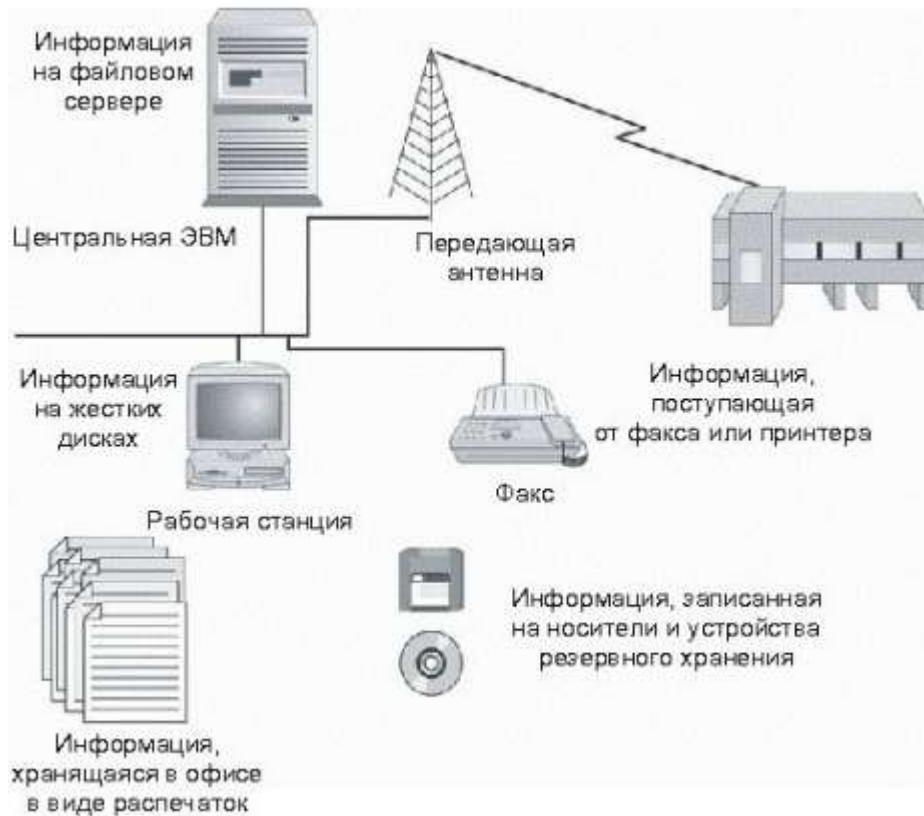 Информация
на файловом
сервере
Центральная ЭВМ
Передающая
антенна
Информация
на жестких
дисках
Информация,
поступающая
от факса или принтера
Факс
Рабочая станция
Информация, записанная
на носители и устройства
резервного хранения
Информация,
хранящаяся в офисе
в виде распечаток